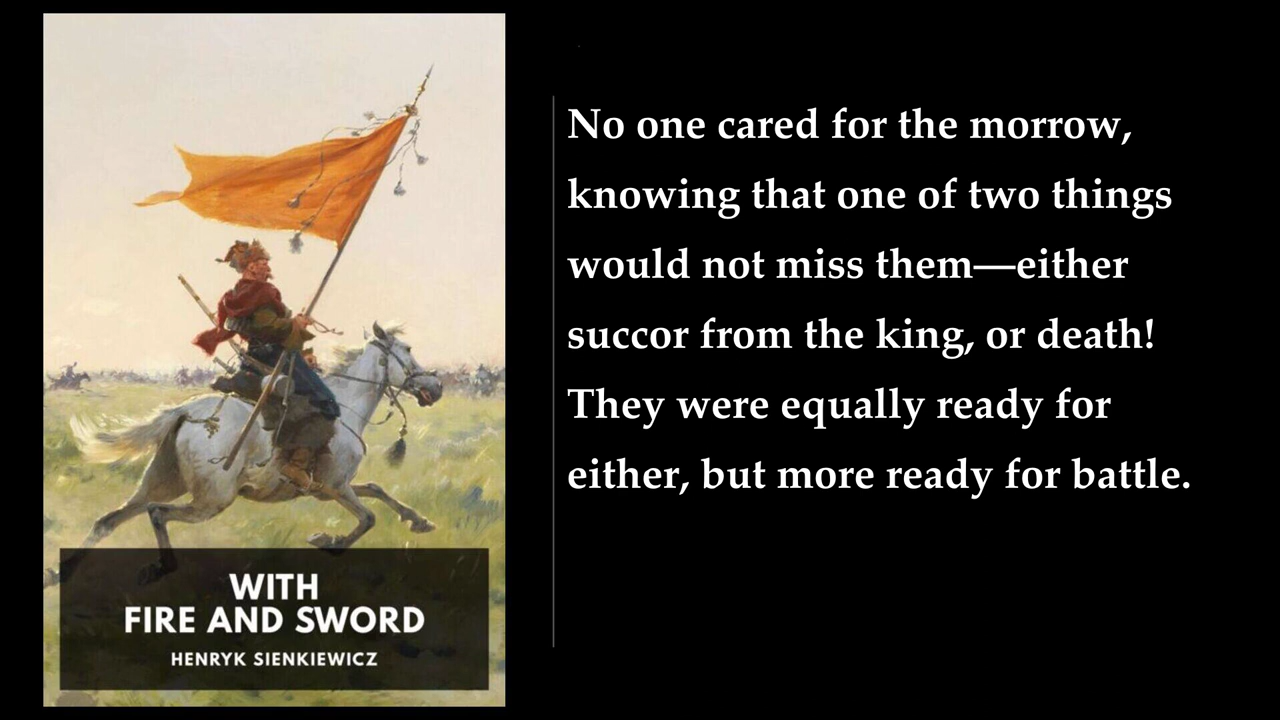 No one cared for the morrow,
knowing that one of two things
would not miss them—either
succor from the king, or death!
They were equally ready for
either, but more ready for battle.
WITH
FIRE AND SWORD
HENRYK SIENKIEWICZ